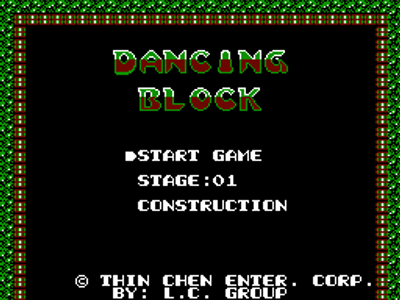 DANCING
BLOCK
START GAME
STAGE:01
CONSTRUCTION
© THIN CHEN ENTER. CORP.
BY: L.C. GROUP